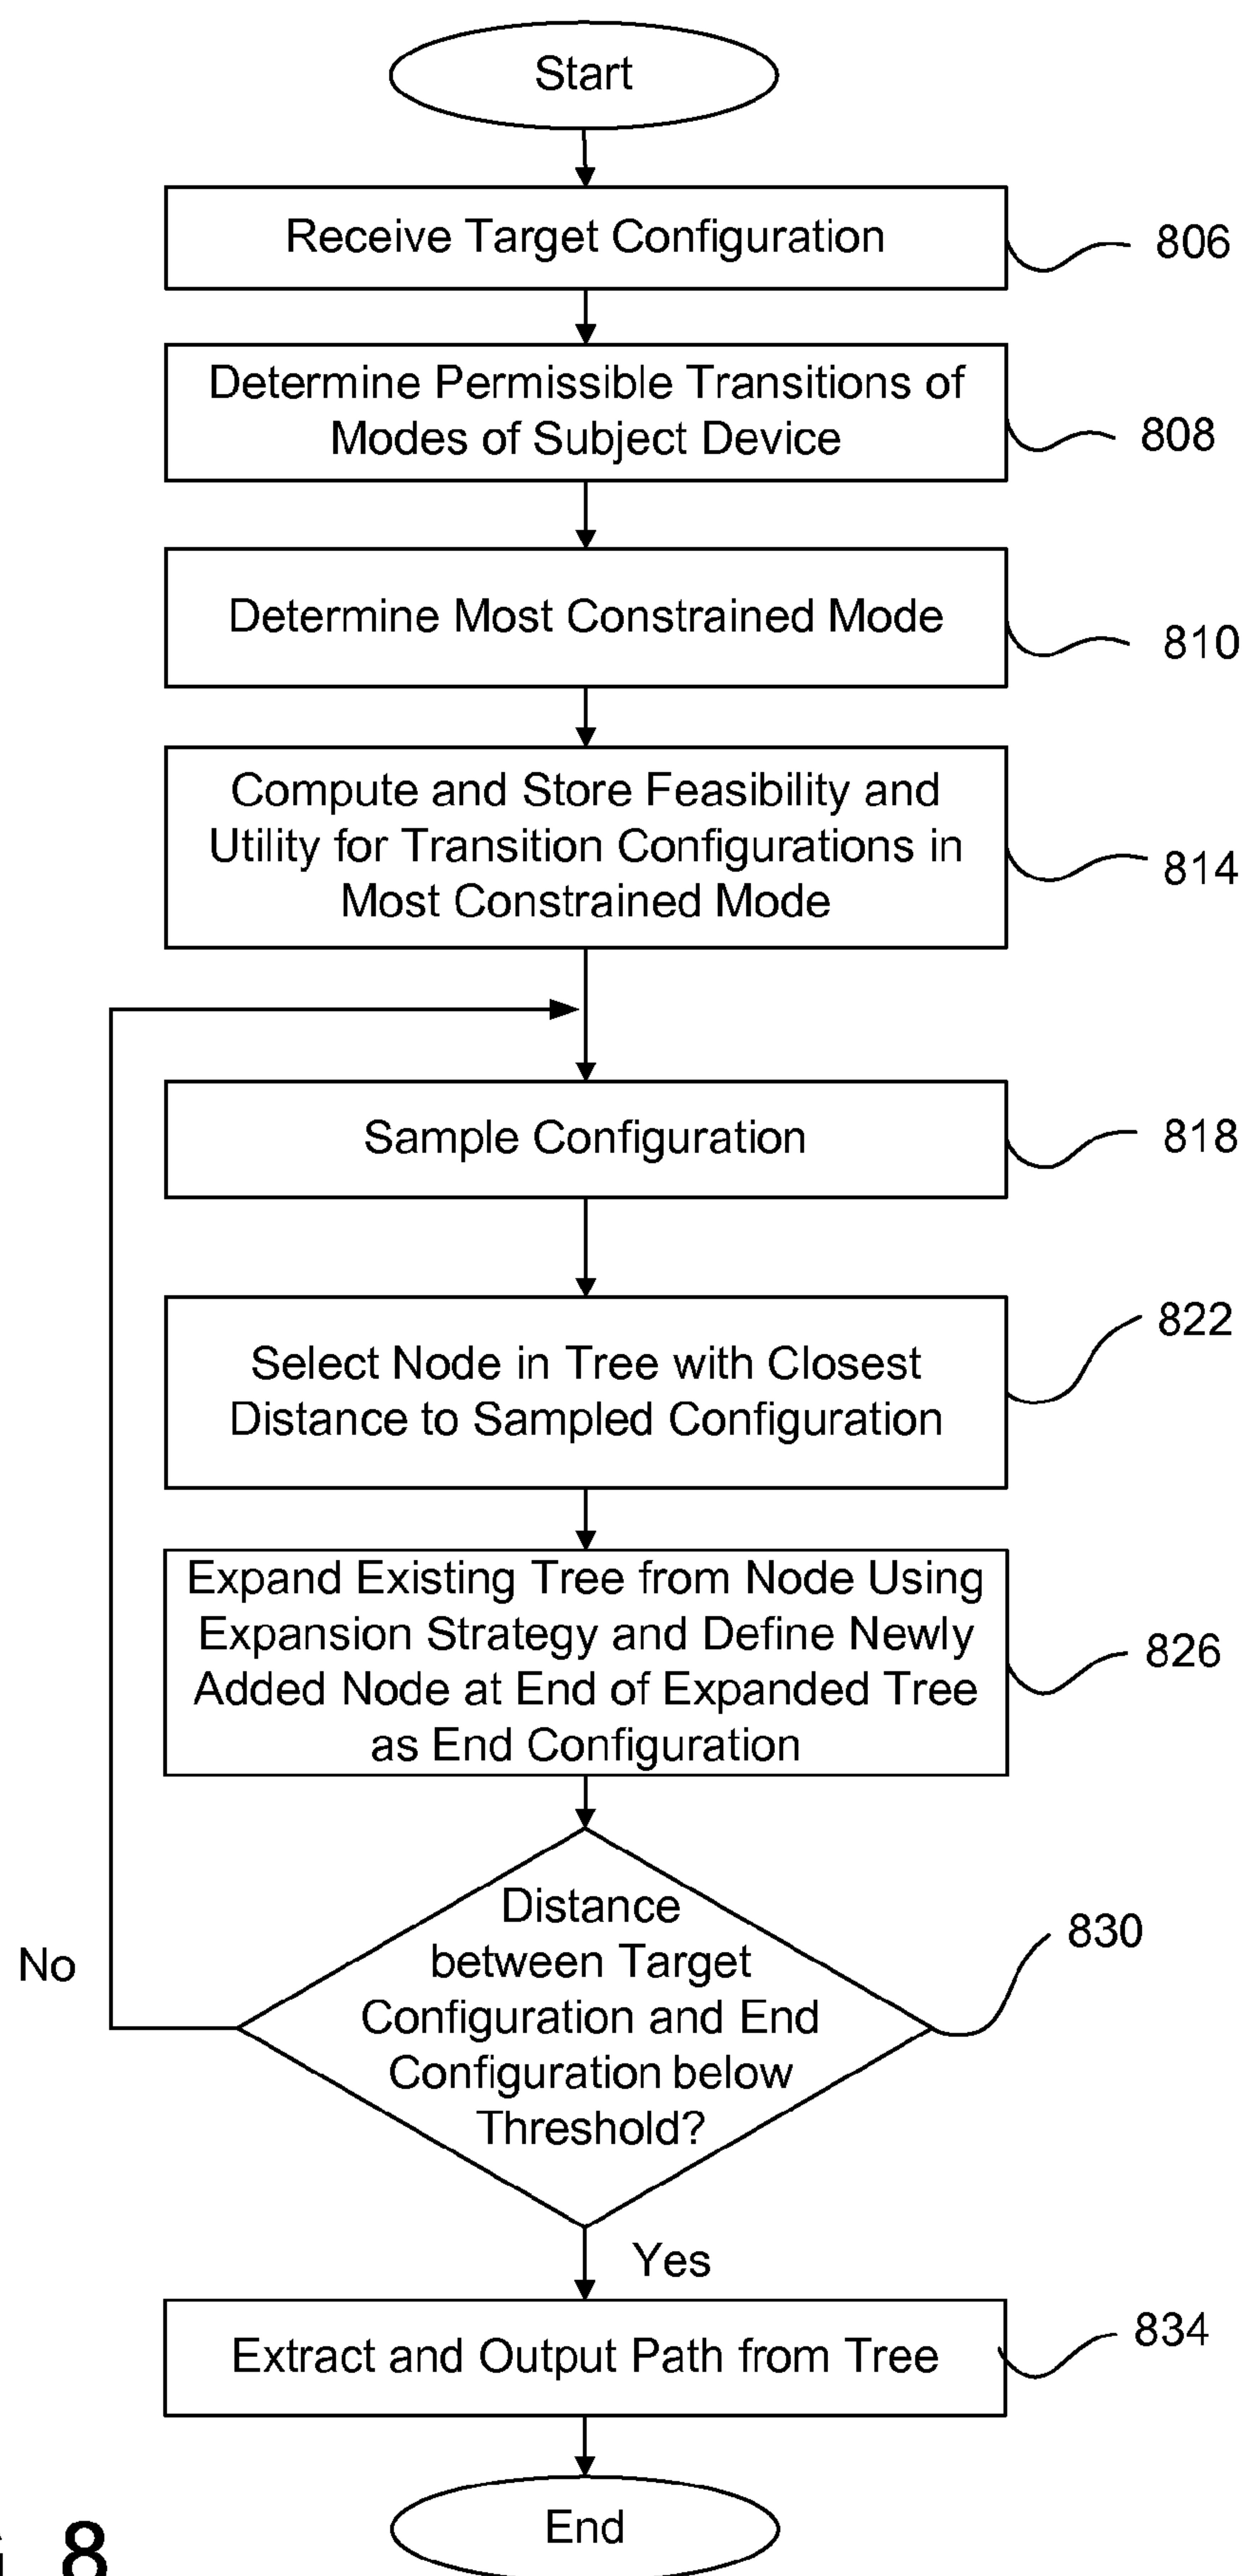 Start
Receive Target Configuration
806
Determine Permissible Transitions of
Modes of Subject Device
808
Determine Most Constrained Mode
810
Compute and Store Feasibility and
Utility for Transition Configurations in
Most Constrained Mode
814
Sample Configuration
818
Select Node in Tree with Closest
Distance to Sampled Configuration
822
Expand Existing Tree from Node Using
Expansion Strategy and Define Newly
Added Node at End of Expanded Tree
as End Configuration
826
Distance
between Target
Configuration and End
Configuration below
Threshold?
830
No
Yes
Extract and Output Path from Tree
834
End
8